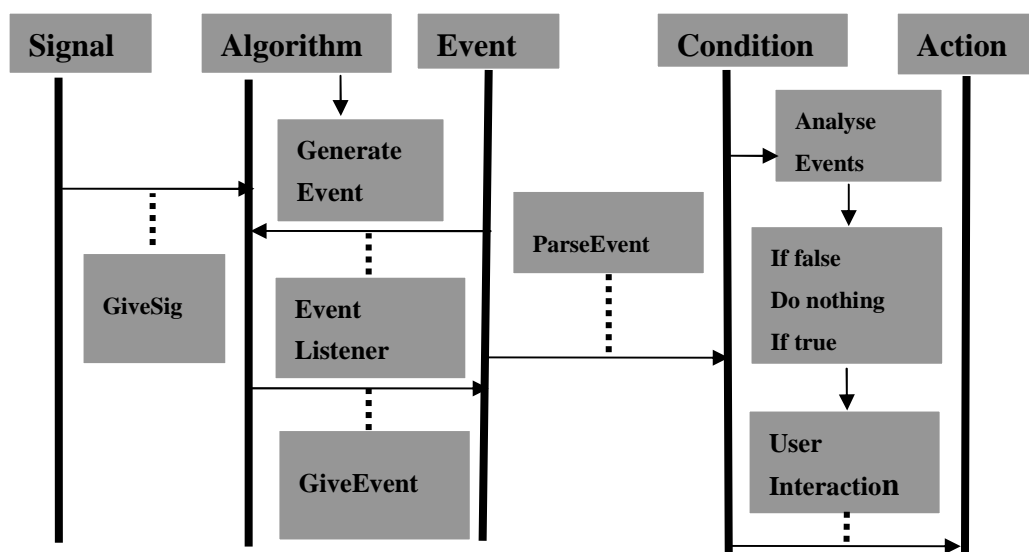 Signal
Algorithm
Event
Condition
Action
Generate
Event
Analyse
Events
ParseEvent
If false
Do nothing
If true
GiveSig
Event
Listener
GiveEvent
User
Interaction